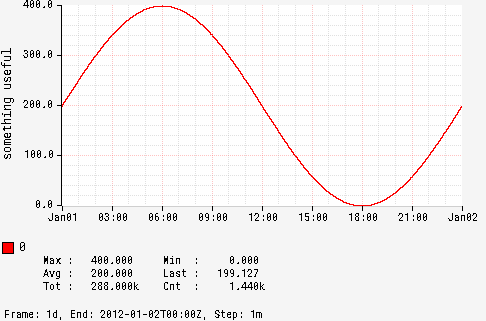 400.0
300.0
something useful
200.0
100.0
0.0
Jan01 03:00 06:00 09:00 12:00 15:00 18:00 21:00 Jan02
0
Max : 400.000 Min : 0.000
Avg : 200.000 Last : 199.127
Tot : 288.000k Cnt : 1.440k
Frame: 1d, End: 2012-01-02T00:00Z, Step: 1m